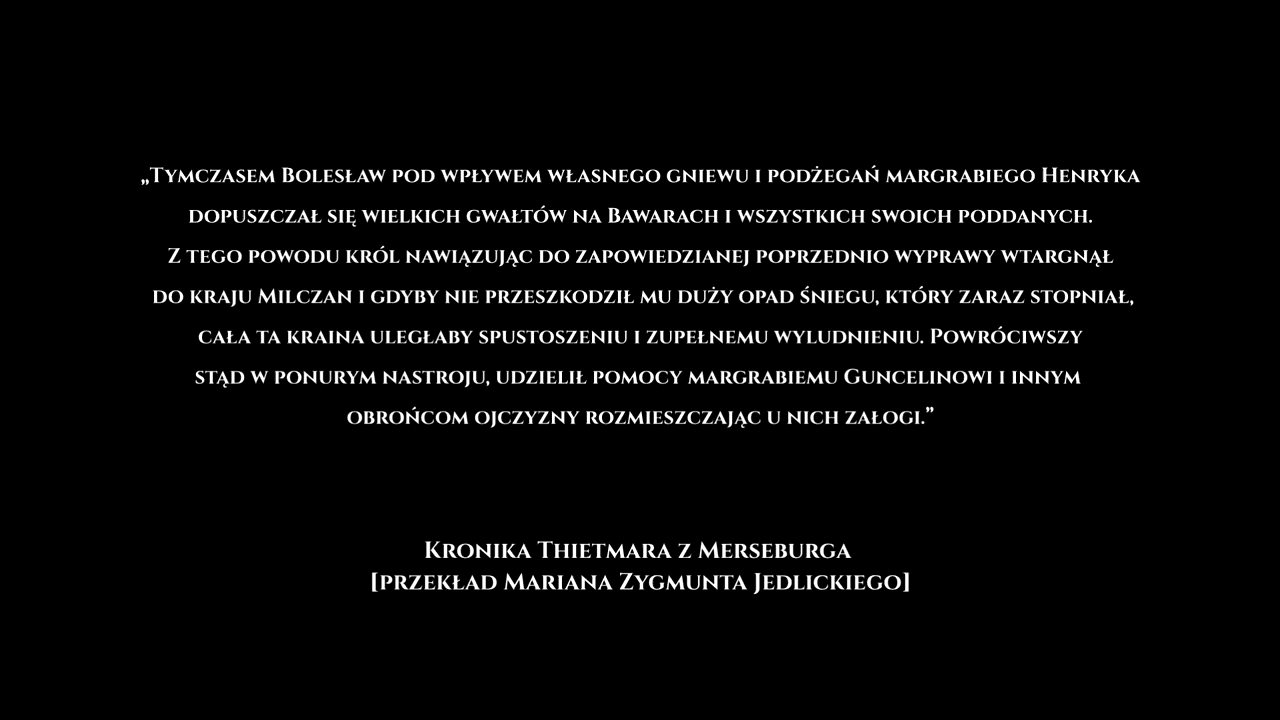 „Tymczasem Bolesław pod wpływem własnego gniewu i podżegań margrabiego Henryka
dopuszczał się wielkich gwałtów na Bawarach i wszystkich swoich poddanych.
Z tego powodu król nawiązując do zapowiedzianej poprzednio wyprawy wtargnął
do kraju Milczan i gdyby nie przeszkodził mu duży opad śniegu, który zaraz stopniał,
cała ta kraina uległaby spustoszeniu i zupełnemu wyludnieniu. Powróciwszy
stąd w ponurym nastroju, udzielił pomocy margrabiemu Guncelinowi i innym
obrońcom ojczyzny rozmieszczając u nich załogi.”
Kronika Thietmara z Merseburga
[przekład Mariana Zygmunta Jedlickiego]